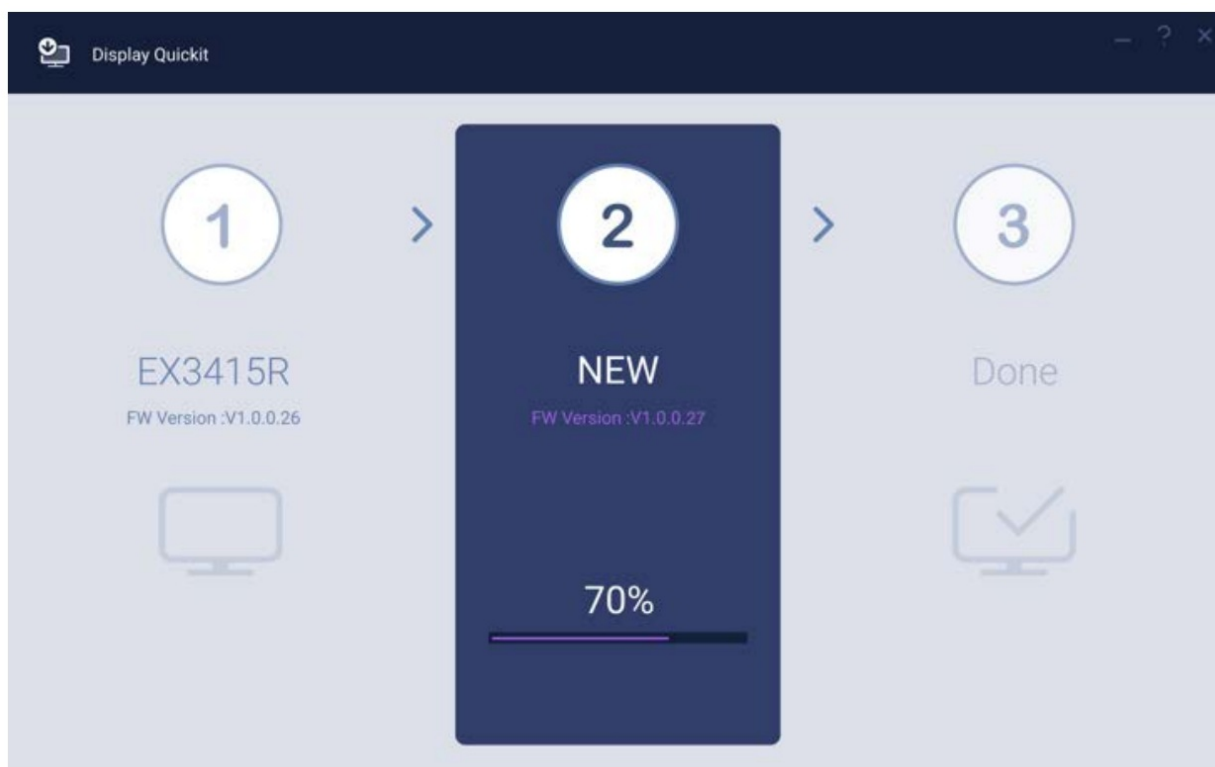 Display Quickit
1
2
3
EX3415R
NEW
Done
FW Version :V1.0.0.26
FW Version :V1.0.0.27
70%